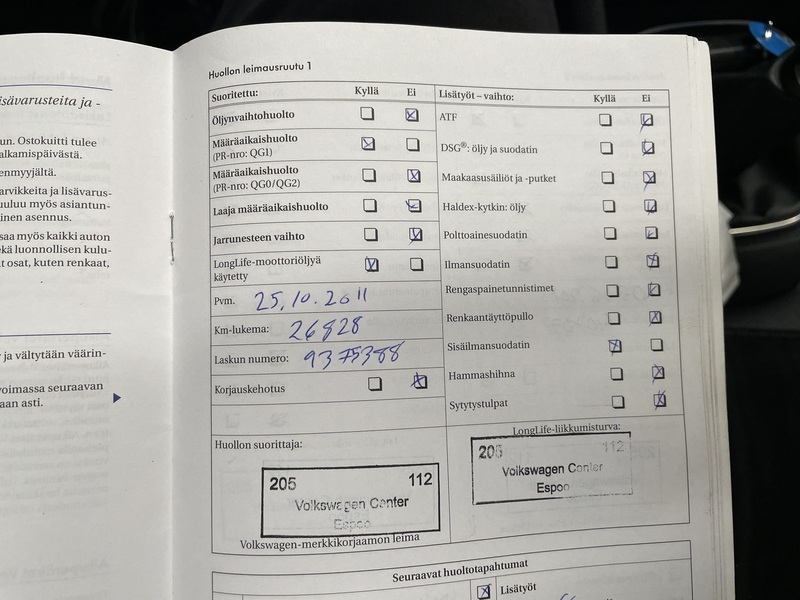 isävarusteita ja -
un. Ostokuitti tulee
alkamispäivästä.
enmyyjältä.
arvikkeita ja lisävarus-
uuluu myös asiantun-
inen asennus.
saa myös kaikki auton
ekä luonnollisen kulu-
t osat, kuten renkaat,
ja vältytään väärin-
voimassa seuraavan
aan asti.
Huollon leimausruutu 1
Suoritettu: Kyllä Ei
Öljynvaihtohuolto
Määräaikaishuolto
(PR-nro: QG1)
Määräaikaishuolto
(PR-nro: QG0/QG2)
Laaja määräaikaishuolto
Jarrunesteen vaihto
LongLife-moottoriöljyä
käytetty
Pvm. 25.10.2011
Km-lukema: 26828
Laskun numero: 9375388
Korjauskehotus
Huollon suorittaja:
205 112
Volkswagen Center
Espoo
Volkswagen-merkkikorjaamon leima
Lisätyöt – vaihto: Kyllä Ei
ATF
DSG®: öljy ja suodatin
Maakaasusäiliöt ja -putket
Haldex-kytkin: öljy
Polttoainesuodatin
Ilmansuodatin
Rengaspainetunnistimet
Renkaantäyttöpullo
Sisäilmansuodatin
Hammashihna
Sytytystulpat
LongLife-liikkumisturva:
205 112
Volkswagen Center
Espoo
Seuraavat huoltotapahtumat
Lisätyöt